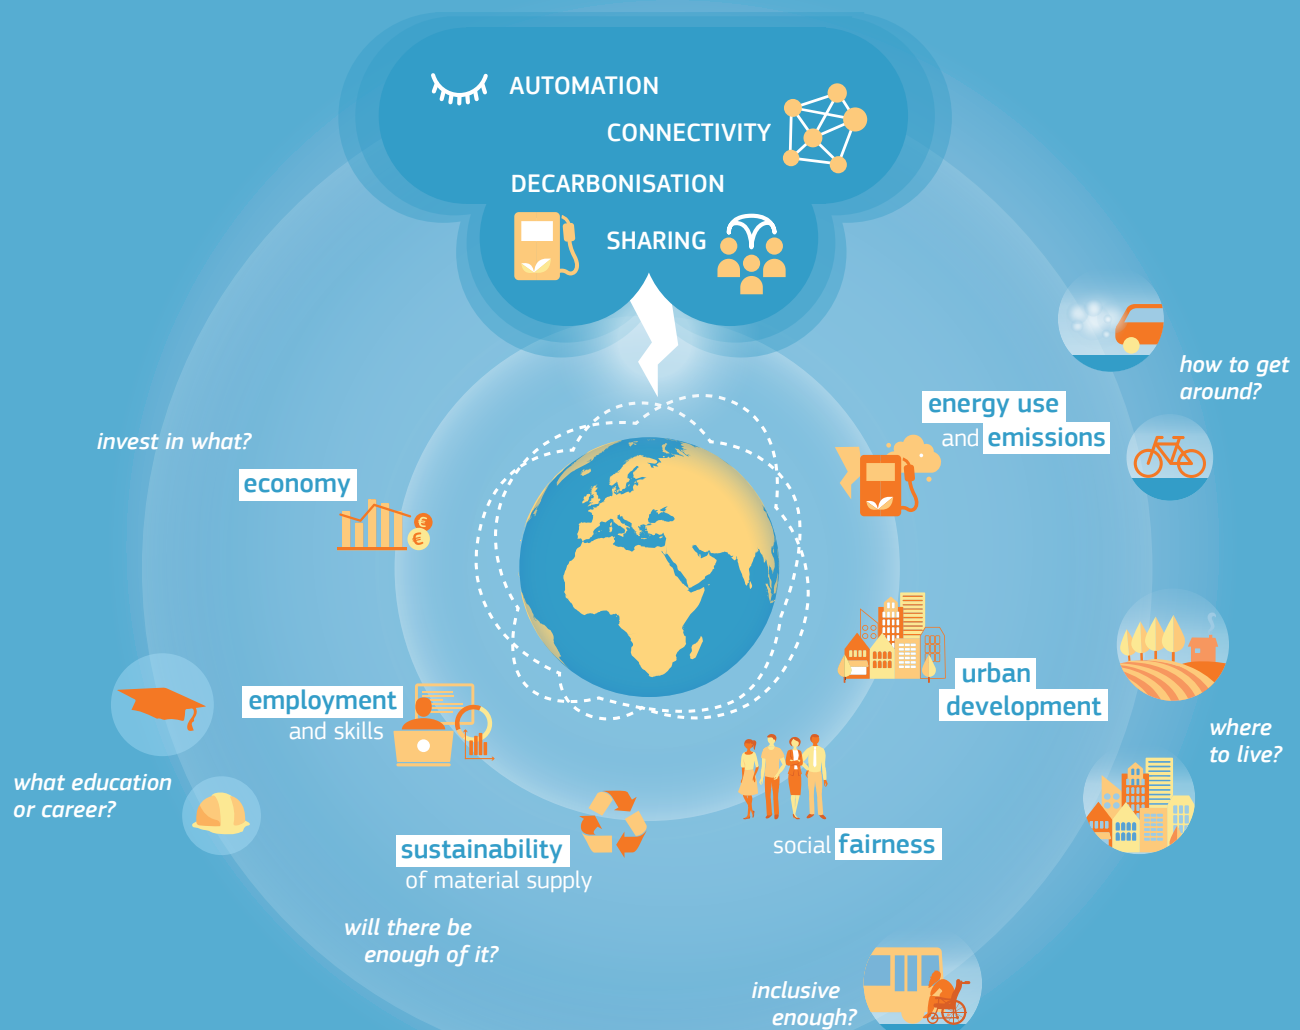 AUTOMATION
CONNECTIVITY
DECARBONISATION
SHARING
how to get
around?
energy use
and emissions
invest in what?
economy
€
€
urban
development
where
to live?
employment
and skills
what education
or career?
social fairness
sustainability
of material supply
will there be
enough of it?
inclusive
enough?